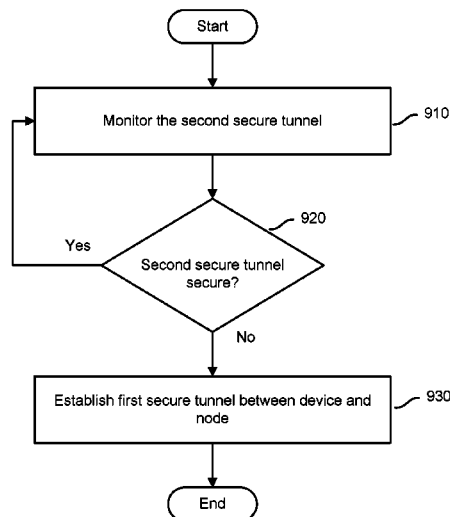 Start
Monitor the second secure tunnel
910
920
Yes
Second secure tunnel
secure?
No
Establish first secure tunnel between device and
node
930
End